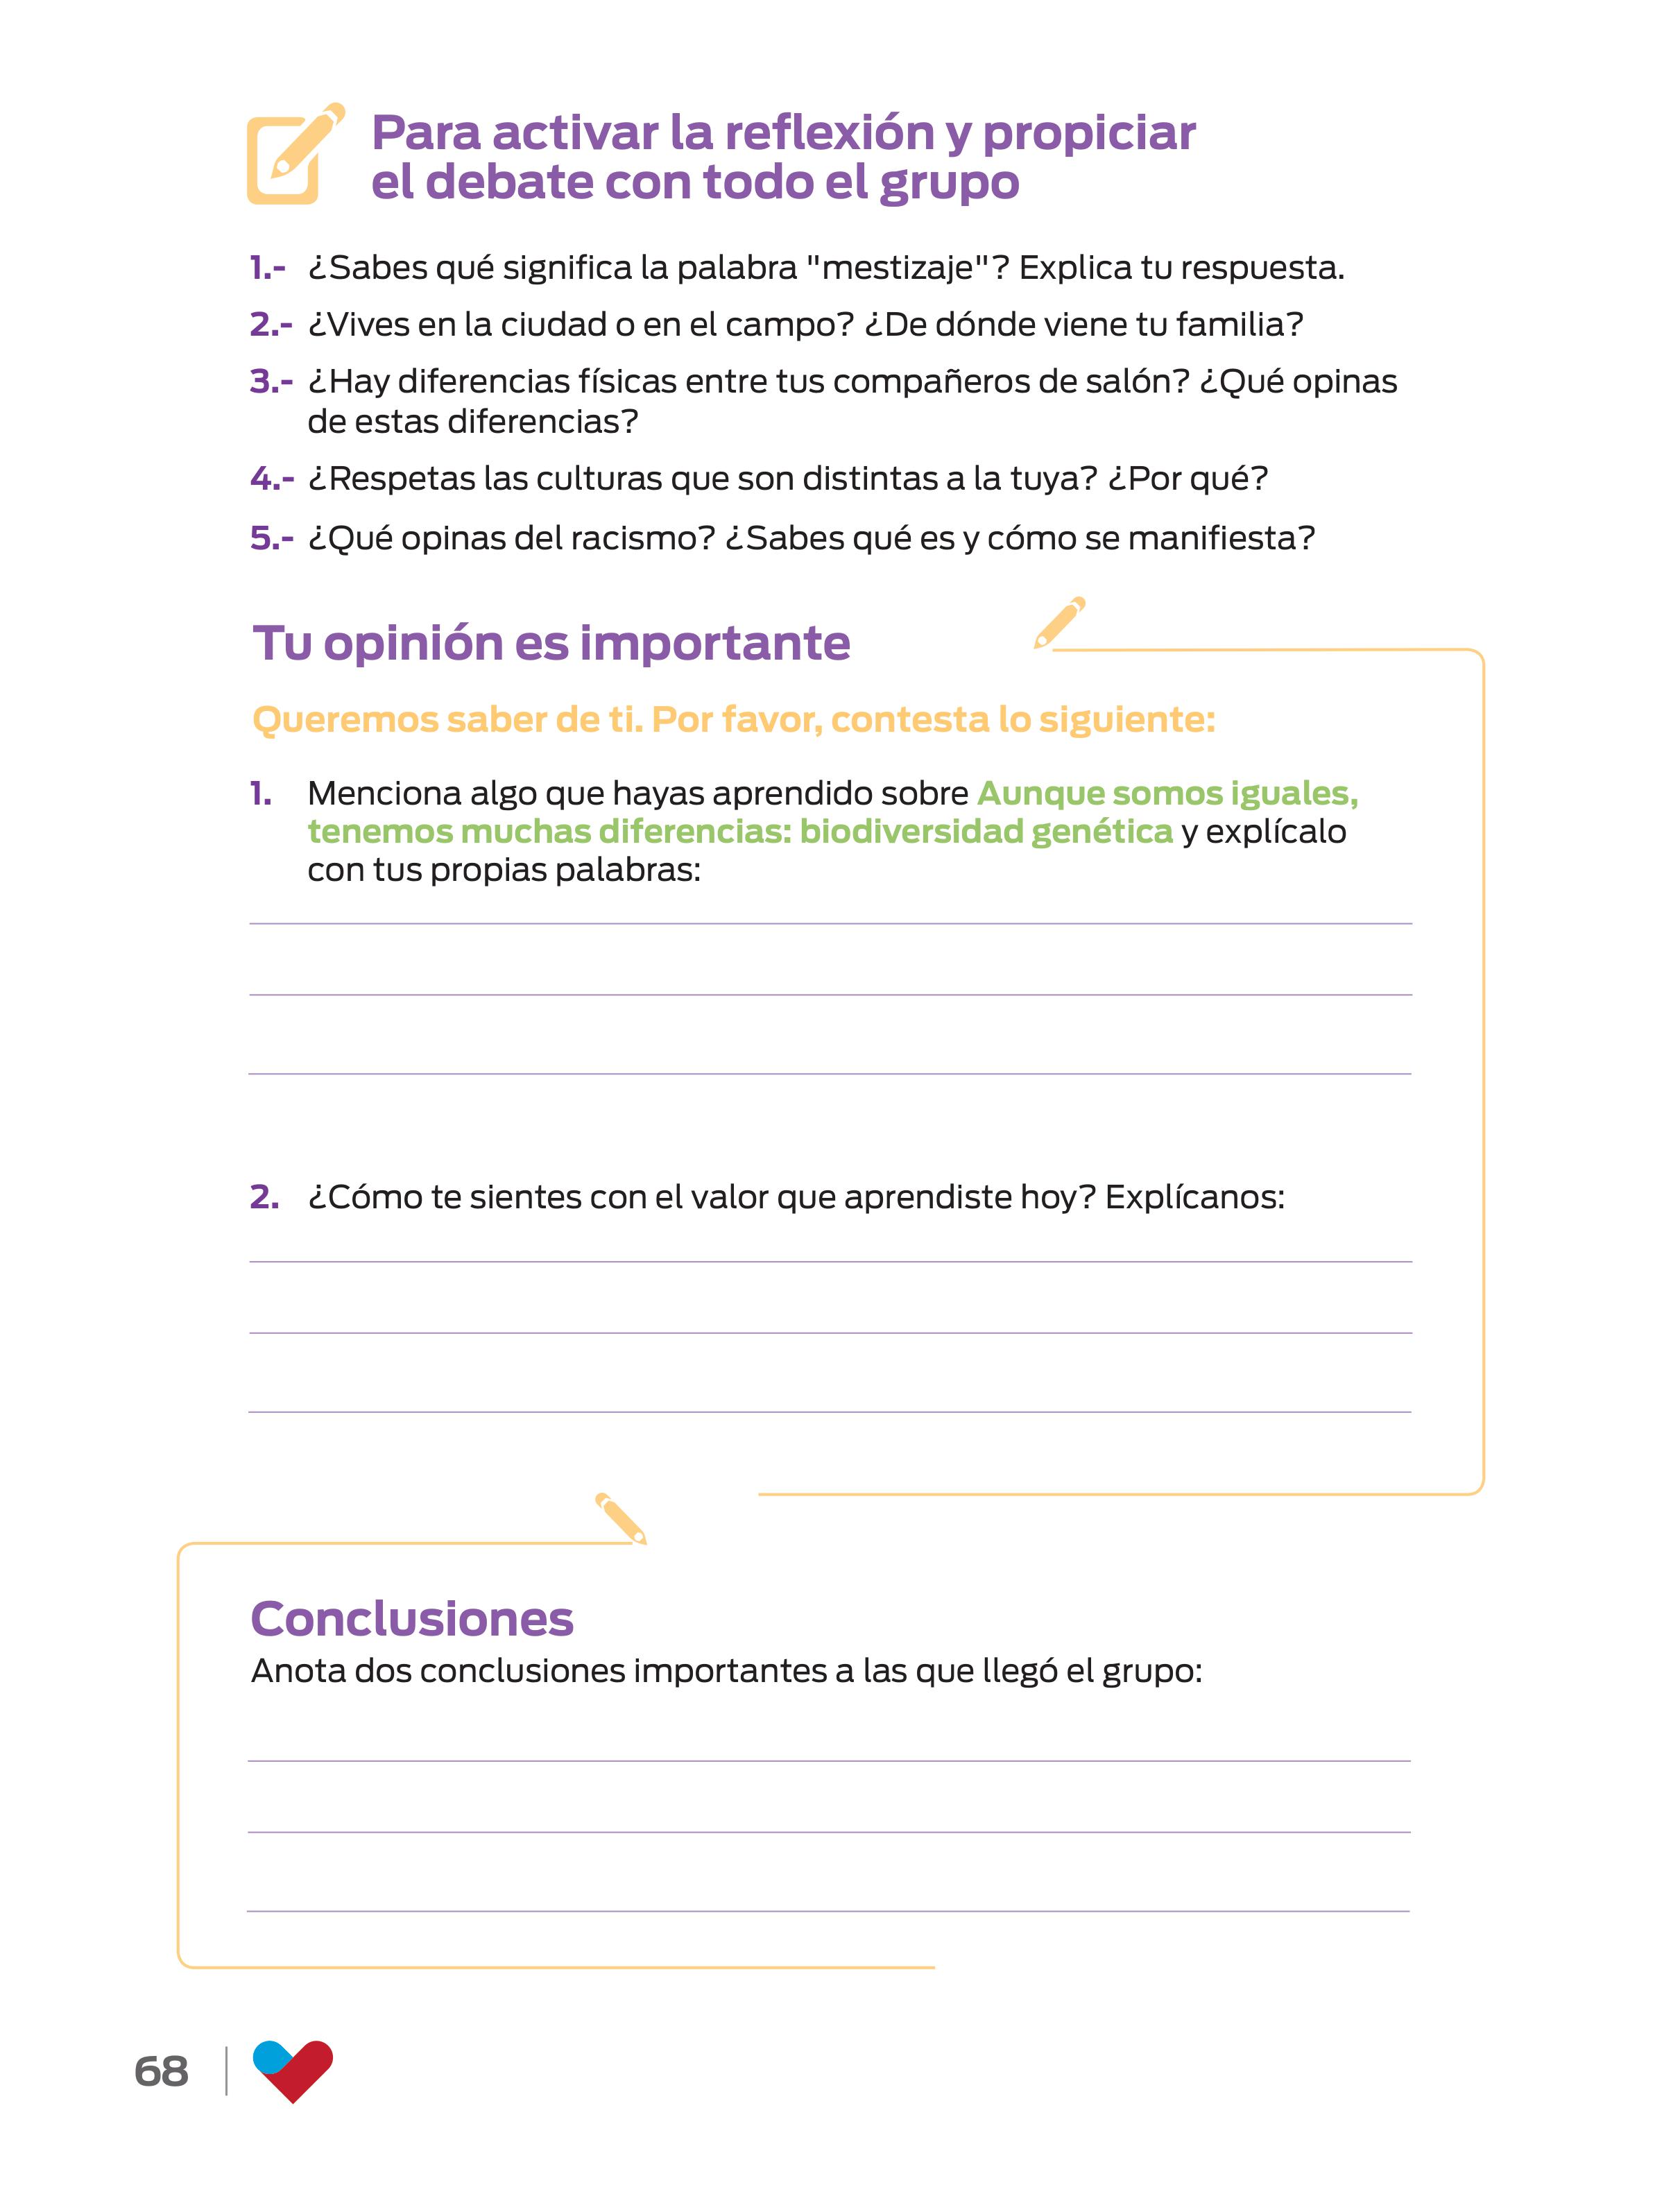 Para activar la reflexión y propiciar
el debate con todo el grupo
1.- ¿Sabes qué significa la palabra "mestizaje"? Explica tu respuesta.
2.- ¿Vives en la ciudad o en el campo? ¿De dónde viene tu familia?
3.- ¿Hay diferencias físicas entre tus compañeros de salón? ¿Qué opinas
de estas diferencias?
4.- ¿Respetas las culturas que son distintas a la tuya? ¿Por qué?
5.- ¿Qué opinas del racismo? ¿Sabes qué es y cómo se manifiesta?
Tu opinión es importante
Queremos saber de ti. Por favor, contesta lo siguiente:
1. Menciona algo que hayas aprendido sobre Aunque somos iguales,
tenemos muchas diferencias: biodiversidad genética y explícalo
con tus propias palabras:
2. ¿Cómo te sientes con el valor que aprendiste hoy? Explícanos:
Conclusiones
Anota dos conclusiones importantes a las que llegó el grupo:
68